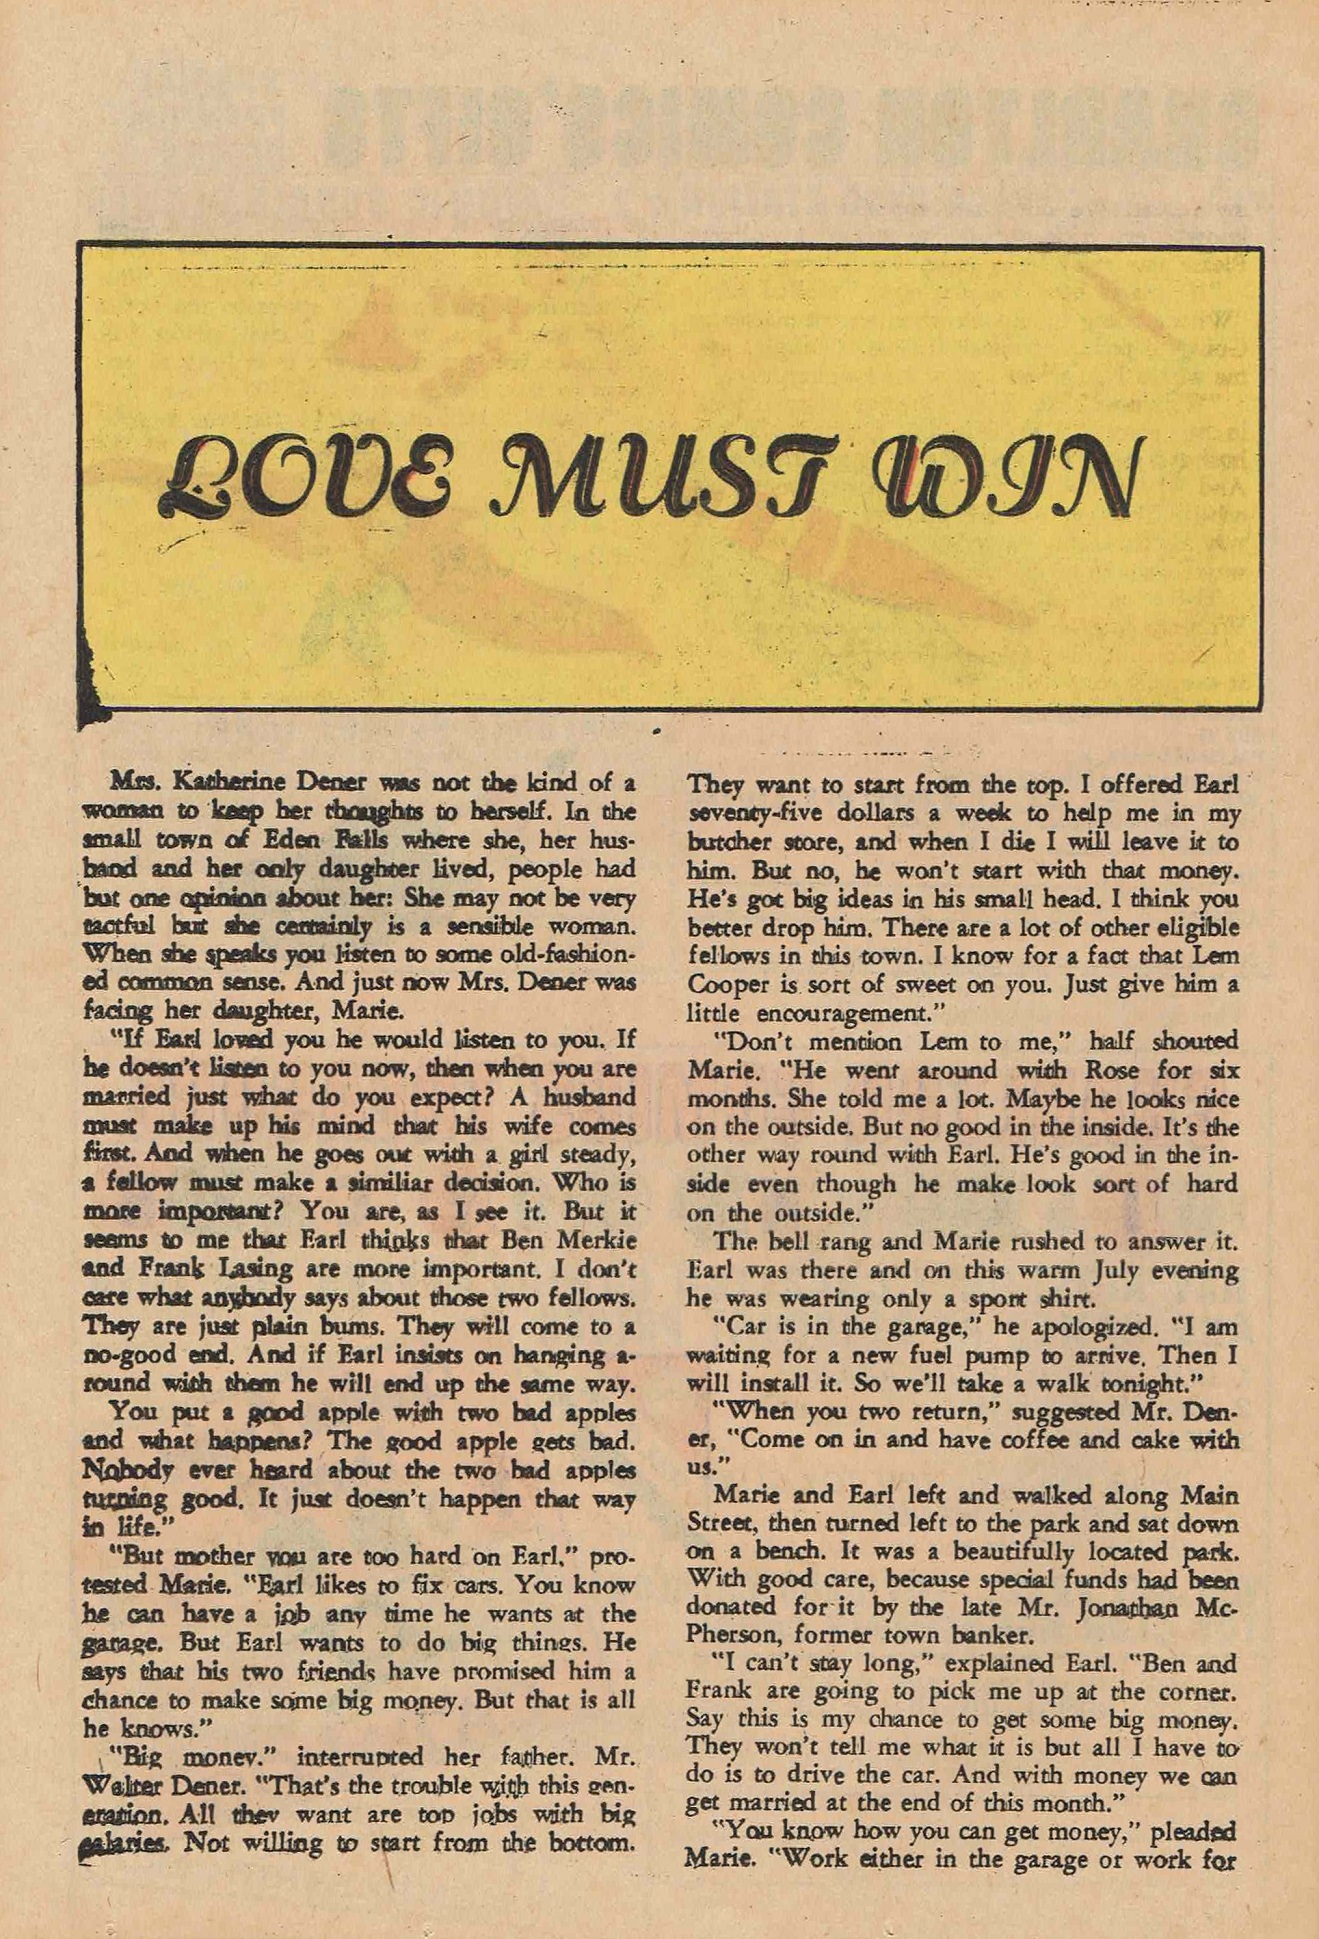 LOVE MUST WIN
Mrs. Katherine Dener was not the kind of a
woman to keep her thoughts to herself. In the
small town of Eden Falls where she, her hus-
band and her only daughter lived, people had
but one opinion about her: She may not be very
tactful but she certainly is a sensible woman.
When she speaks you listen to some old-fashion-
ed common sense. And just now Mrs. Dener was
facing her daughter, Marie.
"If Earl loved you he would listen to you. If
he doesn't listen to you now, then when you are
married just what do you expect? A husband
must make up his mind that his wife comes
first. And when he goes out with a girl steady,
a fellow must make a similiar decision. Who is
more important? You are, as I see it. But it
seems to me that Earl thinks that Ben Merkie
and Frank Lasing are more important. I don't
care what anybody says about those two fellows.
They are just plain bums. They will come to a
no-good end. And if Earl insists on hanging a-
round with them he will end up the same way.
You put a good apple with two bad apples
and what happens? The good apple gets bad.
Nobody ever heard about the two bad apples
turning good. It just doesn't happen that way
in life."
"But mother you are too hard on Earl," pro-
tested Marie. "Earl likes to fix cars. You know
he can have a job any time he wants at the
garage. But Earl wants to do big things. He
says that his two friends have promised him a
chance to make some big money. But that is all
he knows."
"Big money." interrupted her father. Mr.
Walter Dener. "That's the trouble with this gen-
eration. All they want are top jobs with big
salaries. Not willing to start from the bottom.
They want to start from the top. I offered Earl
seventy-five dollars a week to help me in my
butcher store, and when I die I will leave it to
him. But no, he won't start with that money.
He's got big ideas in his small head. I think you
better drop him. There are a lot of other eligible
fellows in this town. I know for a fact that Lem
Cooper is sort of sweet on you. Just give him a
little encouragement."
"Don't mention Lem to me," half shouted
Marie. "He went around with Rose for six
months. She told me a lot. Maybe he looks nice
on the outside. But no good in the inside. It's the
other way round with Earl. He's good in the in-
side even though he make look sort of hard
on the outside."
The bell rang and Marie rushed to answer it.
Earl was there and on this warm July evening
he was wearing only a sport shirt.
"Car is in the garage," he apologized. "I am
waiting for a new fuel pump to arrive. Then I
will install it. So we'll take a walk tonight."
"When you two return," suggested Mr. Den-
er, "Come on in and have coffee and cake with
us."
Marie and Earl left and walked along Main
Street, then turned left to the park and sat down
on a bench. It was a beautifully located park.
With good care, because special funds had been
donated for it by the late Mr. Jonathan Mc-
Pherson, former town banker.
"I can't stay long," explained Earl. "Ben and
Frank are going to pick me up at the corner.
Say this is my chance to get some big money.
They won't tell me what it is but all I have to
do is to drive the car. And with money we can
get married at the end of this month."
"You know how you can get money," pleaded
Marie. "Work either in the garage or work for